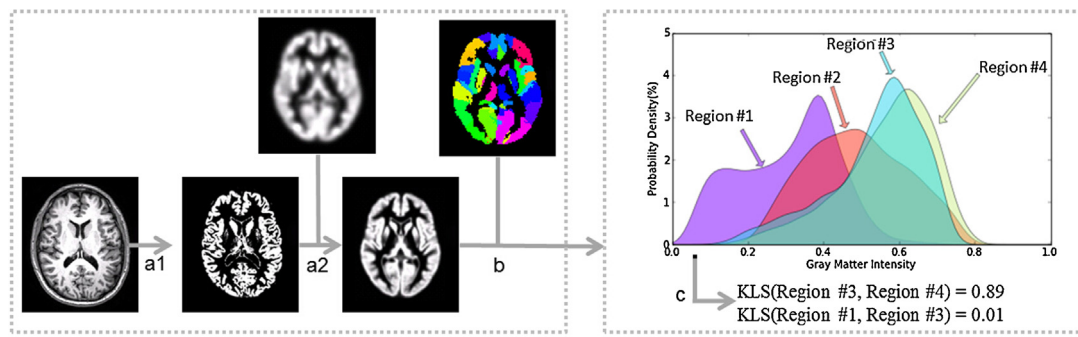 a1
a2
b
5
4
3
2
1
0
Probability Density(%)
Region #1
Region #2
Region #3
Region #4
0.0 0.2 0.4 0.6 0.8 1.0
Gray Matter Intensity
c
KLS(Region #3, Region #4) = 0.89
KLS(Region #1, Region #3) = 0.01